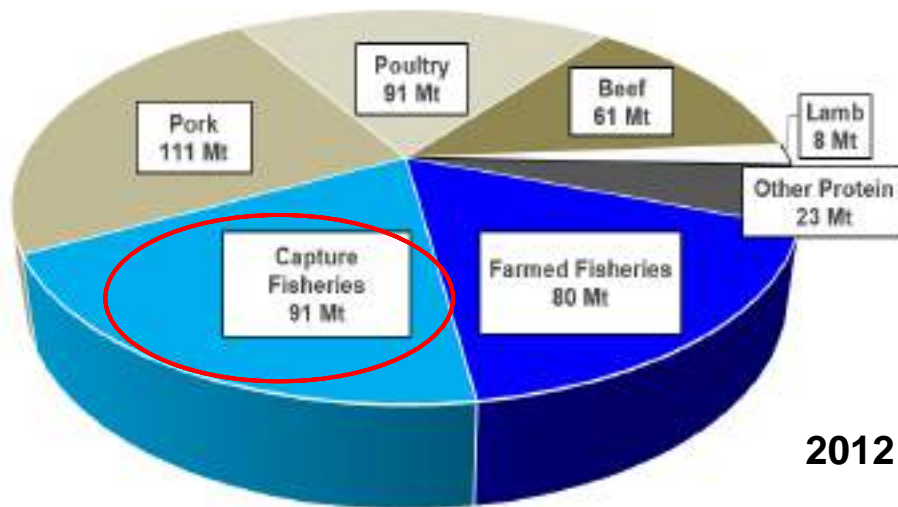 Poultry
91 Mt
Beef
61 Mt
Lamb
8 Mt
Pork
111 Mt
Other Protein
23 Mt
Capture
Fisheries
91 Mt
Farmed Fisheries
80 Mt
2012